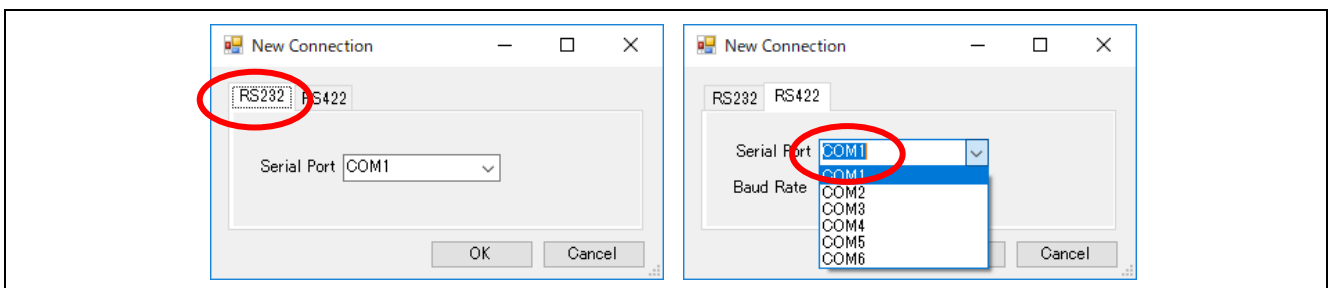 New Connection
RS232 RS422
Serial Port COM1
OK Cancel
New Connection
RS232 RS422
Serial Port COM1
Baud Rate
COM1
COM2
COM3
COM4
COM5
COM6
Cancel